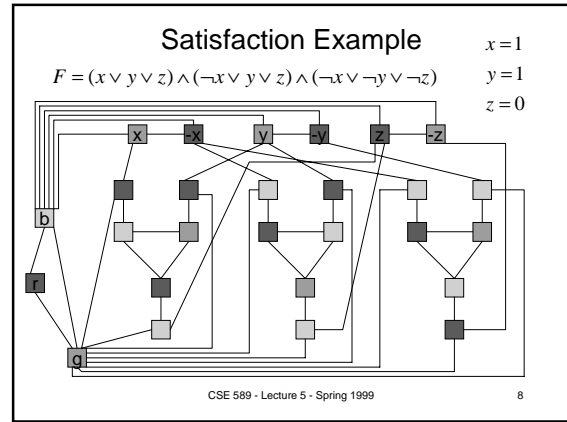 Satisfaction Example
x = 1
y = 1
z = 0
F = (x ∨ y ∨ z) ∧ (¬x ∨ y ∨ z) ∧ (¬x ∨ ¬y ∨ ¬z)
x -x y -y z -z
b
r
g
CSE 589 - Lecture 5 - Spring 1999 8